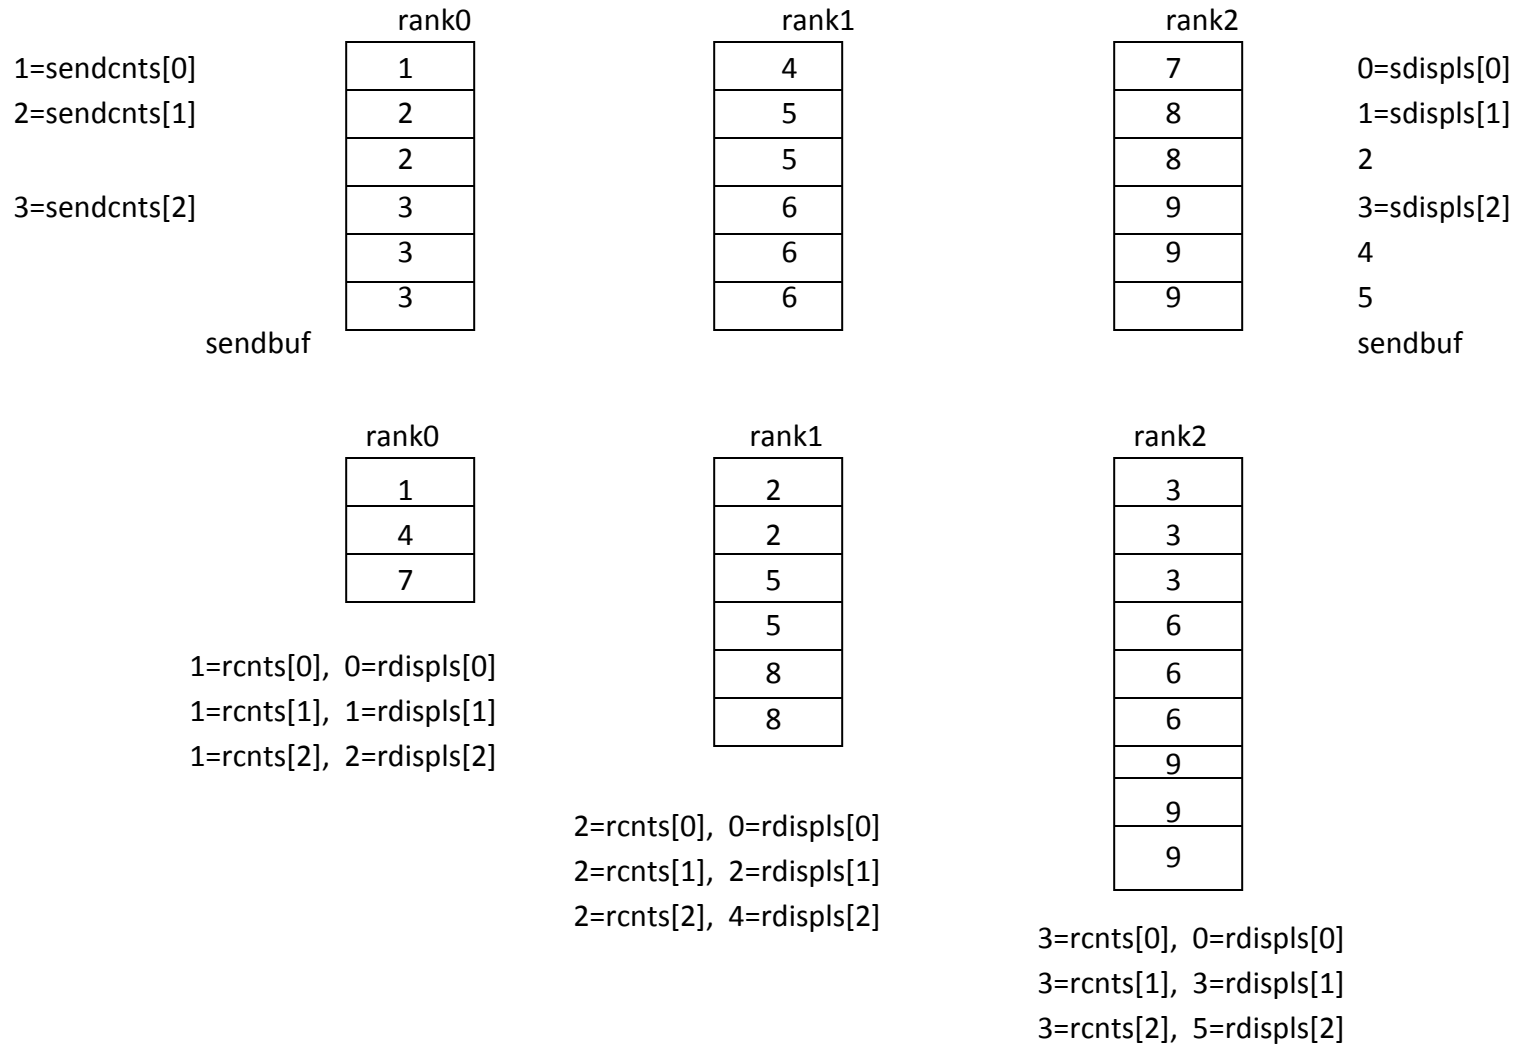 rank0 rank1 rank2
1=sendcnts[0] 1 4 7 0=sdispls[0]
2=sendcnts[1] 2 5 8 1=sdispls[1]
2 5 8 2
3=sendcnts[2] 3 6 9 3=sdispls[2]
3 6 9 4
3 6 9 5
sendbuf sendbuf
rank0 rank1 rank2
1 2 3
4 2 3
7 5 3
5 6
1=rcnts[0], 0=rdispls[0] 8 6
1=rcnts[1], 1=rdispls[1] 8 6
1=rcnts[2], 2=rdispls[2] 9
2=rcnts[0], 0=rdispls[0] 9
2=rcnts[1], 2=rdispls[1] 9
2=rcnts[2], 4=rdispls[2]
3=rcnts[0], 0=rdispls[0]
3=rcnts[1], 3=rdispls[1]
3=rcnts[2], 5=rdispls[2]